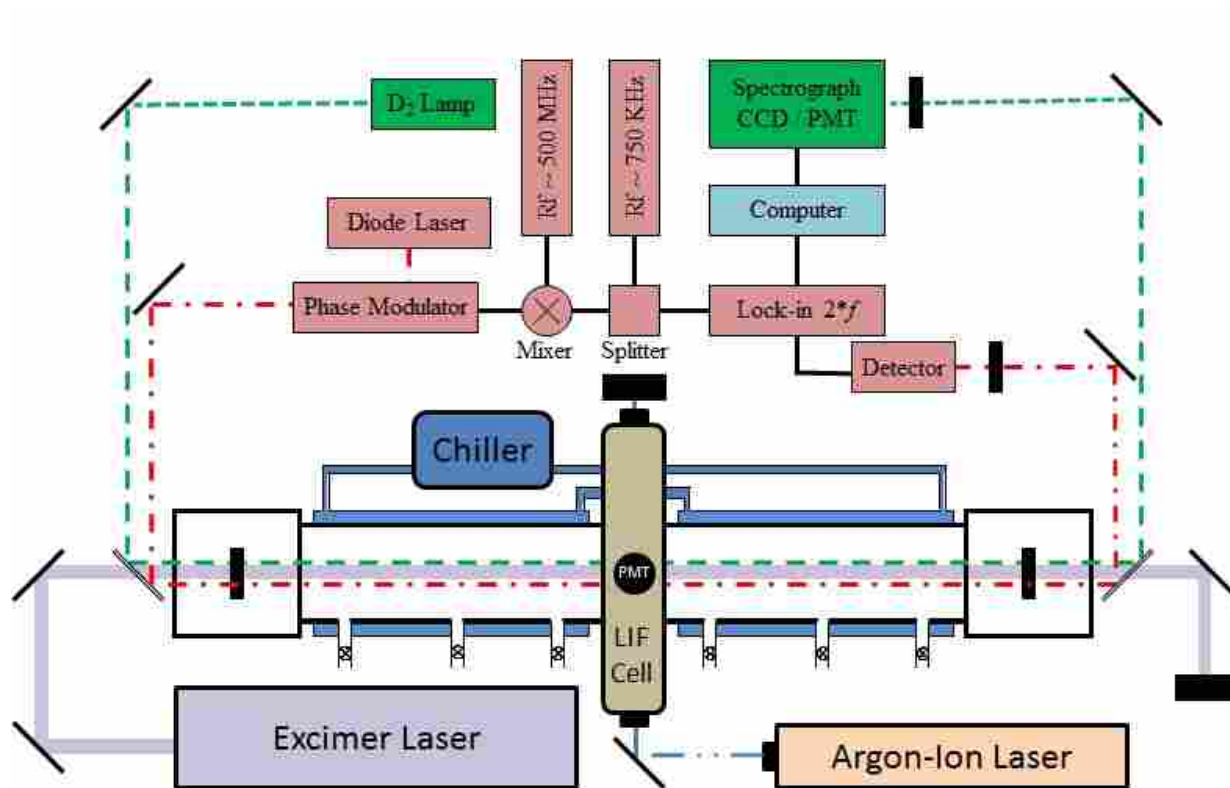 D₂ Lamp
Rf ~ 500 MHz
Rf ~ 750 KHz
Spectrograph
CCD / PMT
Diode Laser
Computer
Phase Modulator
Mixer
Splitter
Lock-in 2*f
Detector
Chiller
PMT
LIF
Cell
Excimer Laser
Argon-Ion Laser